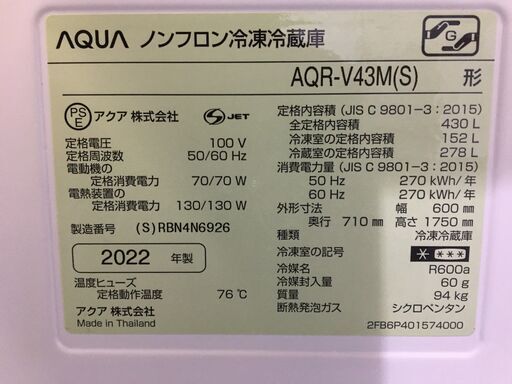 AQUA ノンフロン冷凍冷蔵庫
G
AQR-V43M(S) 形
PS
E
アクア 株式会社
S JET
定格電圧 100 V
定格周波数 50/60 Hz
電動機の
定格消費電力 70/70 W
電熱装置の
定格消費電力 130/130 W
製造番号 (S)RBN4N6926
2022 年製
温度ヒューズ
定格動作温度 76℃
アクア 株式会社
Made in Thailand
定格内容積 (JIS C 9801-3:2015)
全定格内容積 430 L
冷凍室の定格内容積 152 L
冷蔵室の定格内容積 278 L
消費電力量 (JIS C 9801-3:2015)
50 Hz 270 kWh/年
60 Hz 270 kWh/年
外形寸法 幅 600 mm
奥行 710 mm 高さ 1750 mm
種類 冷凍冷蔵庫
冷凍室の記号 * ***
冷媒名 R600a
冷媒封入量 60 g
質量 94 kg
断熱発泡ガス シクロペンタン
2FB6P401574000